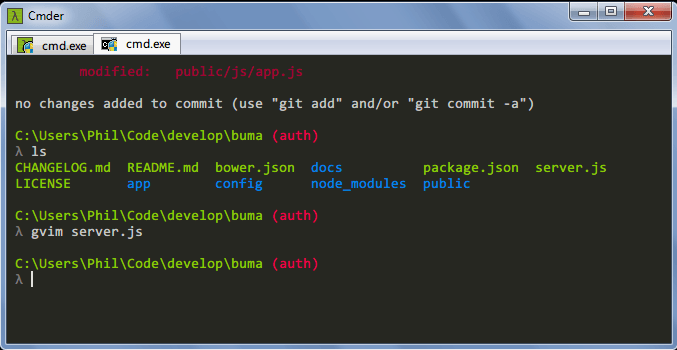 λ Cmder
cmd.exe cmd.exe
modified: public/js/app.js
no changes added to commit (use "git add" and/or "git commit -a")
C:\Users\Phil\Code\develop\buma (auth)
λ ls
CHANGELOG.md README.md bower.json docs package.json server.js
LICENSE app config node_modules public
C:\Users\Phil\Code\develop\buma (auth)
λ gvim server.js
C:\Users\Phil\Code\develop\buma (auth)
λ